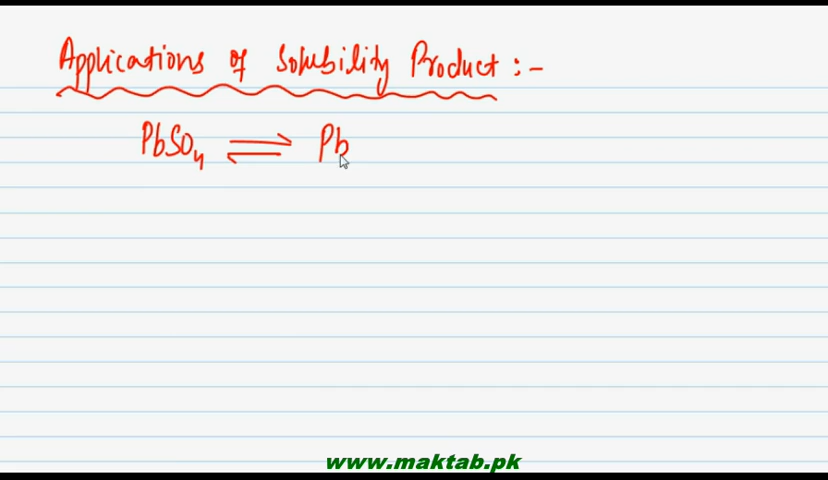 Applications of Solubility Product :-
PbSO₄ ⇌ Pb
www.maktab.pk